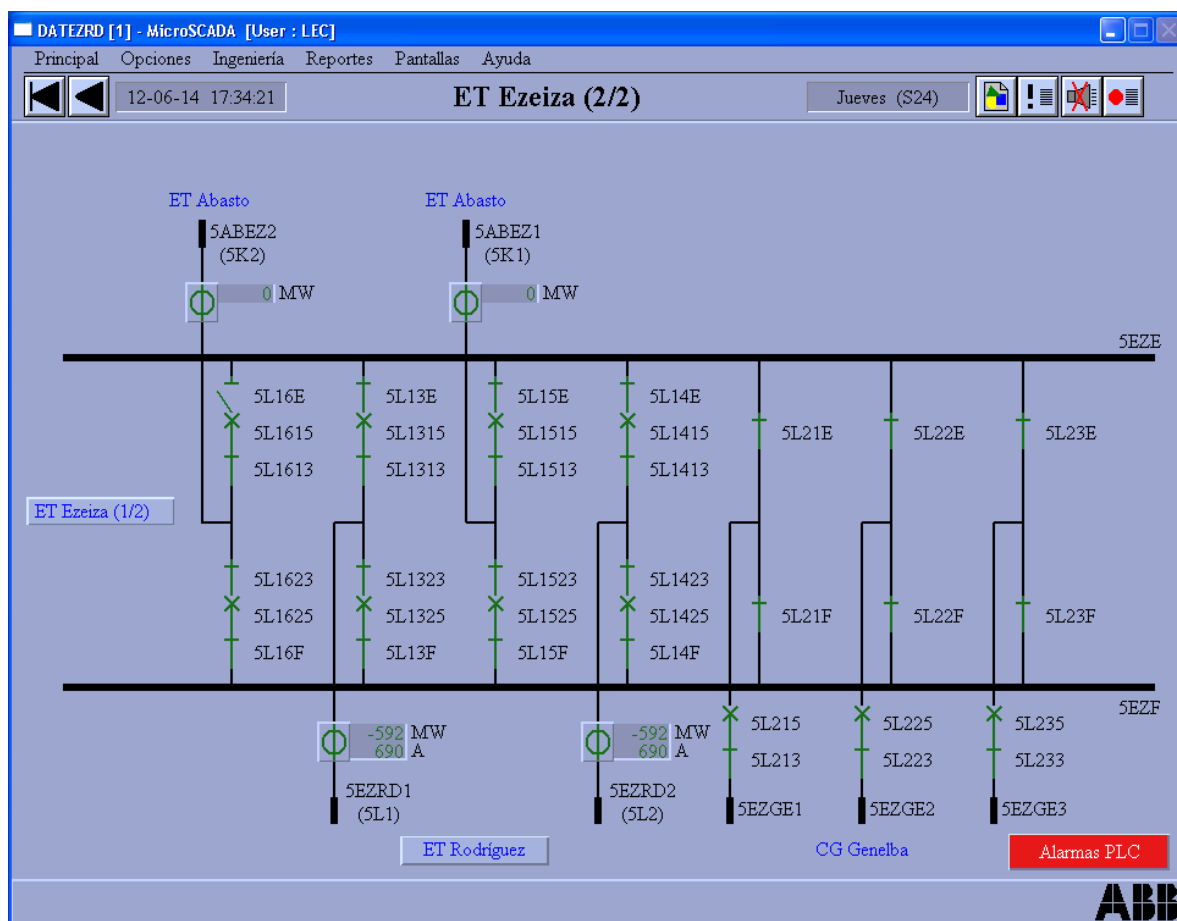 DATEZRD [1] - MicroSCADA [User : LEC]
Principal Opciones Ingeniería Reportes Pantallas Ayuda
12-06-14 17:34:21 ET Ezeiza (2/2) Jueves (S24)
ET Abasto ET Abasto
5ABEZ2 5ABEZ1
(5K2) (5K1)
0 MW 0 MW
5EZE
5L16E 5L13E 5L15E 5L14E
5L1615 5L1315 5L1515 5L1415 5L21E 5L22E 5L23E
5L1613 5L1313 5L1513 5L1413
ET Ezeiza (1/2)
5L1623 5L1323 5L1523 5L1423
5L1625 5L1325 5L1525 5L1425 5L21F 5L22F 5L23F
5L16F 5L13F 5L15F 5L14F
5EZF
5L215 5L225 5L235
-592 MW -592 MW
690 A 690 A
5L213 5L223 5L233
5EZRD1 5EZRD2
(5L1) (5L2) 5EZGE1 5EZGE2 5EZGE3
ET Rodríguez CG Genelba Alarmas PLC
ABB